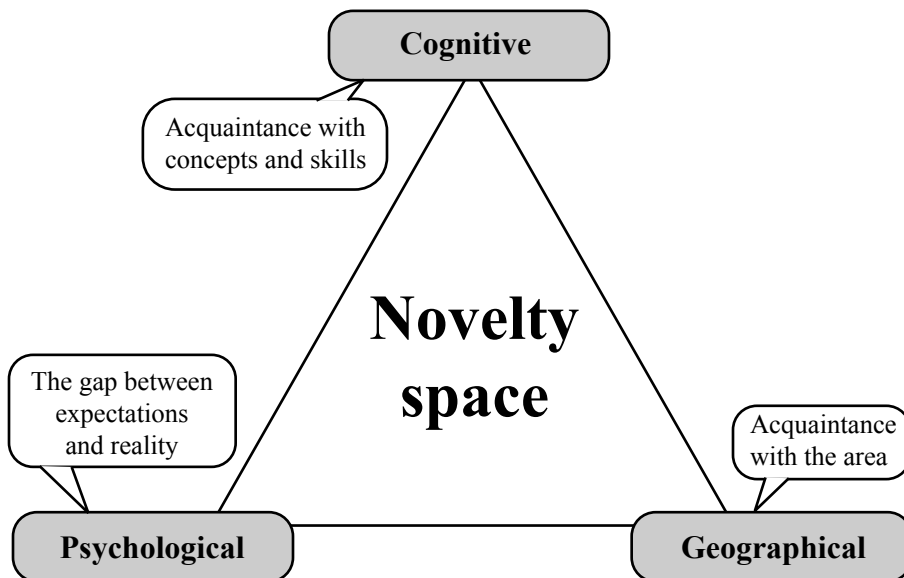 Cognitive
Acquaintance with
concepts and skills
Novelty
space
The gap between
expectations
and reality
Acquaintance
with the area
Psychological
Geographical